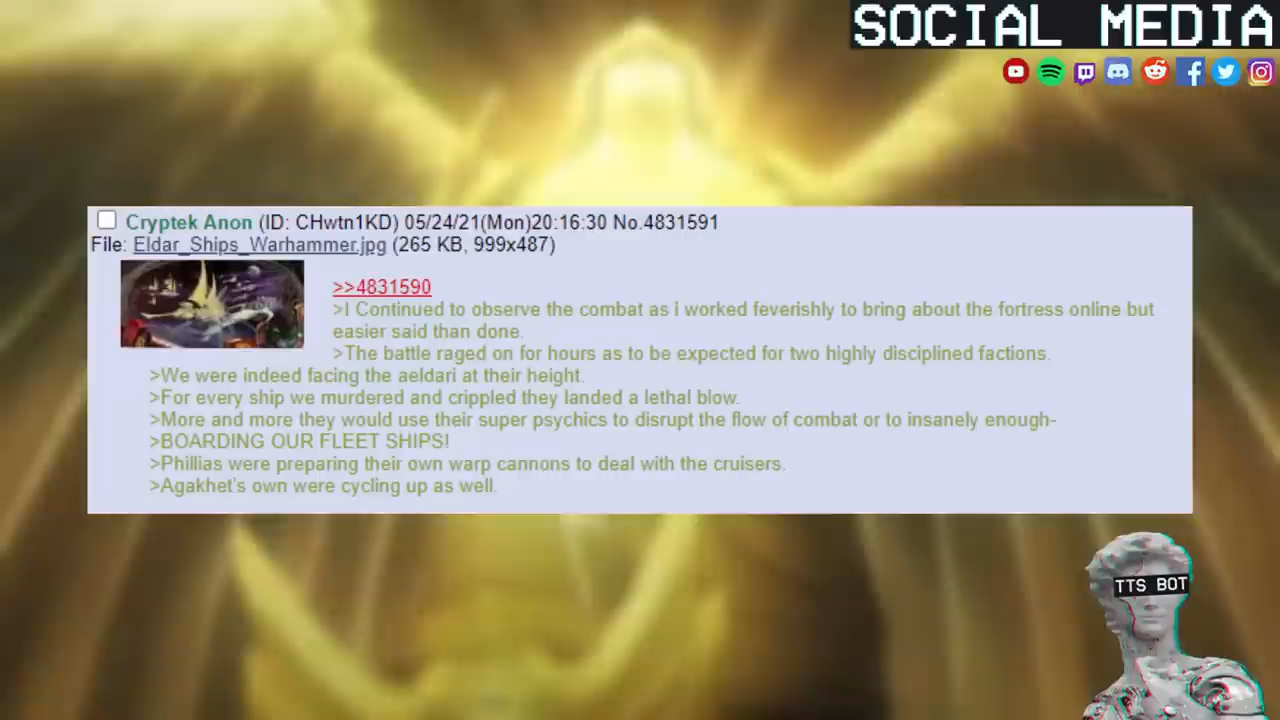 SOCIAL MEDIA
Cryptek Anon (ID: CHwtn1KD) 05/24/21(Mon)20:16:30 No.4831591
File: Eldar_Ships_Warhammer.jpg (265 KB, 999x487)
>>4831590
>I Continued to observe the combat as i worked feverishly to bring about the fortress online but
easier said than done.
>The battle raged on for hours as to be expected for two highly disciplined factions.
>We were indeed facing the aeldari at their height.
>For every ship we murdered and crippled they landed a lethal blow.
>More and more they would use their super psychics to disrupt the flow of combat or to insanely enough-
>BOARDING OUR FLEET SHIPS!
>Phillias were preparing their own warp cannons to deal with the cruisers.
>Agakhet's own were cycling up as well.
TTS BOT